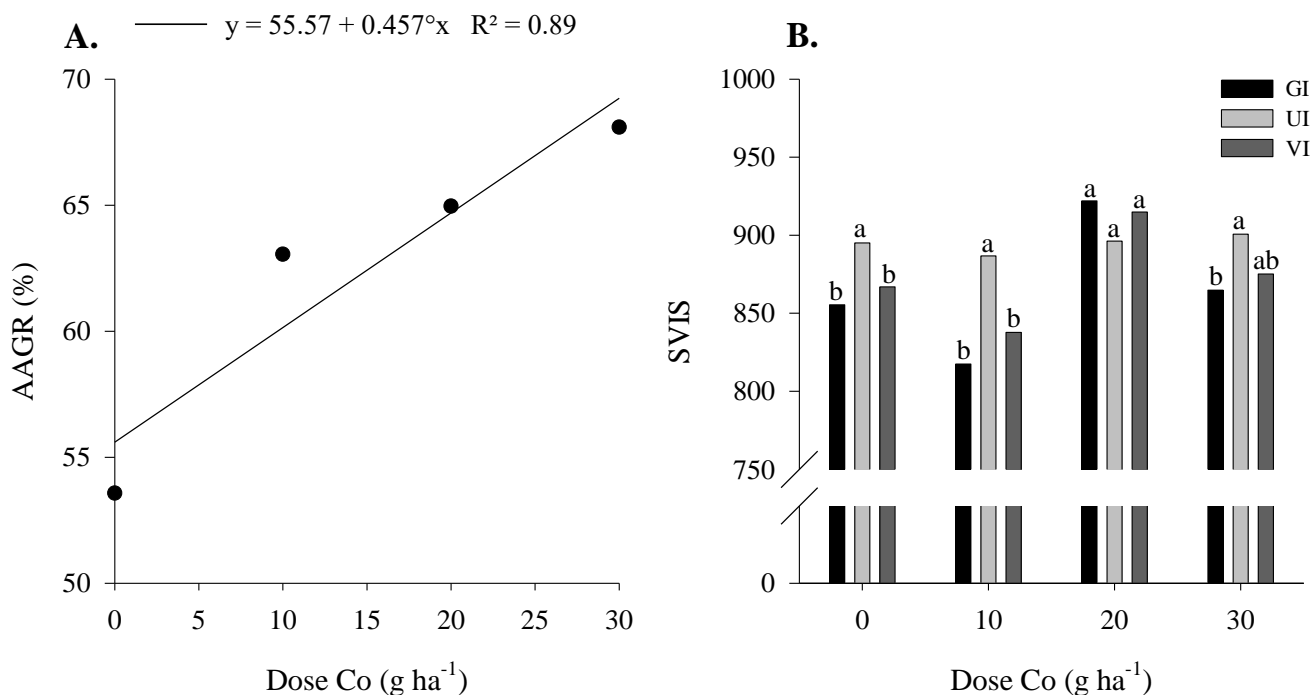 A.
y = 55.57 + 0.457°x R² = 0.89
70
65
60
55
50
AAGR (%)
0 5 10 15 20 25 30
Dose Co (g ha⁻¹)
B.
1000
950
900
850
800
750
0
SVIS
GI
UI
VI
b a b
b a b
a a a
b a ab
0 10 20 30
Dose Co (g ha⁻¹)